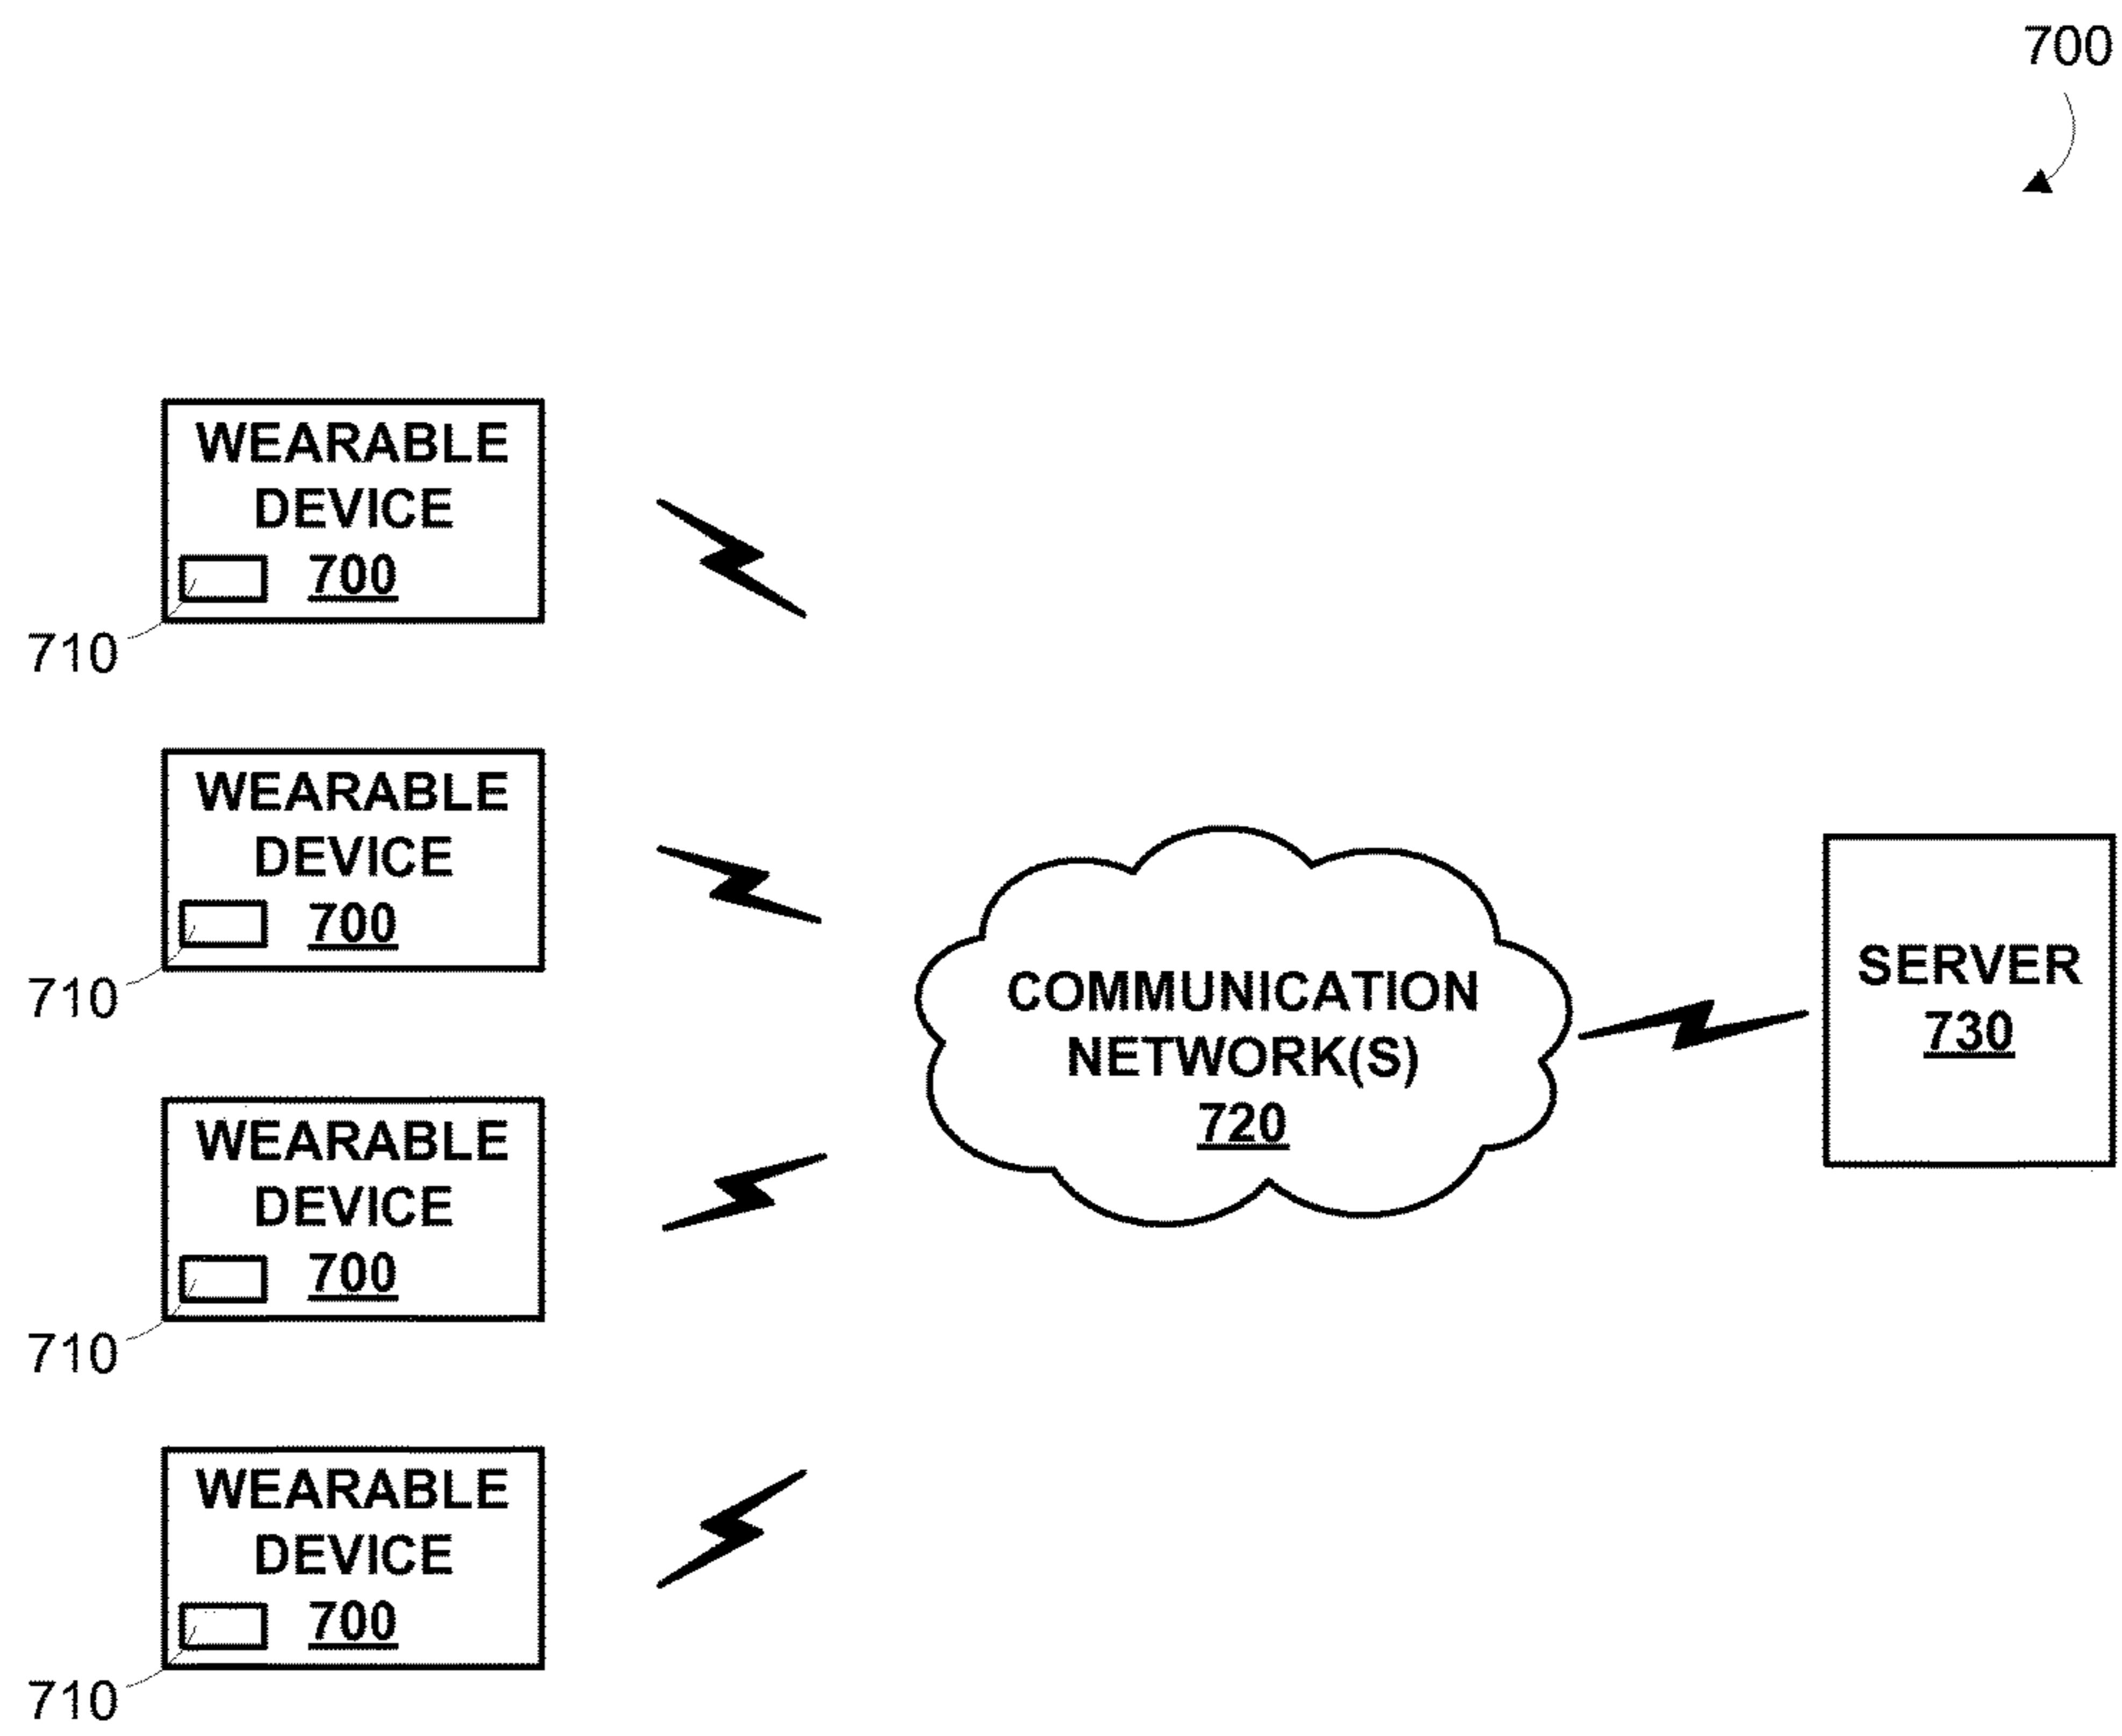 700
WEARABLE
DEVICE
700
710
WEARABLE
DEVICE
700
710
WEARABLE
DEVICE
700
710
WEARABLE
DEVICE
700
710
COMMUNICATION
NETWORK(S)
720
SERVER
730